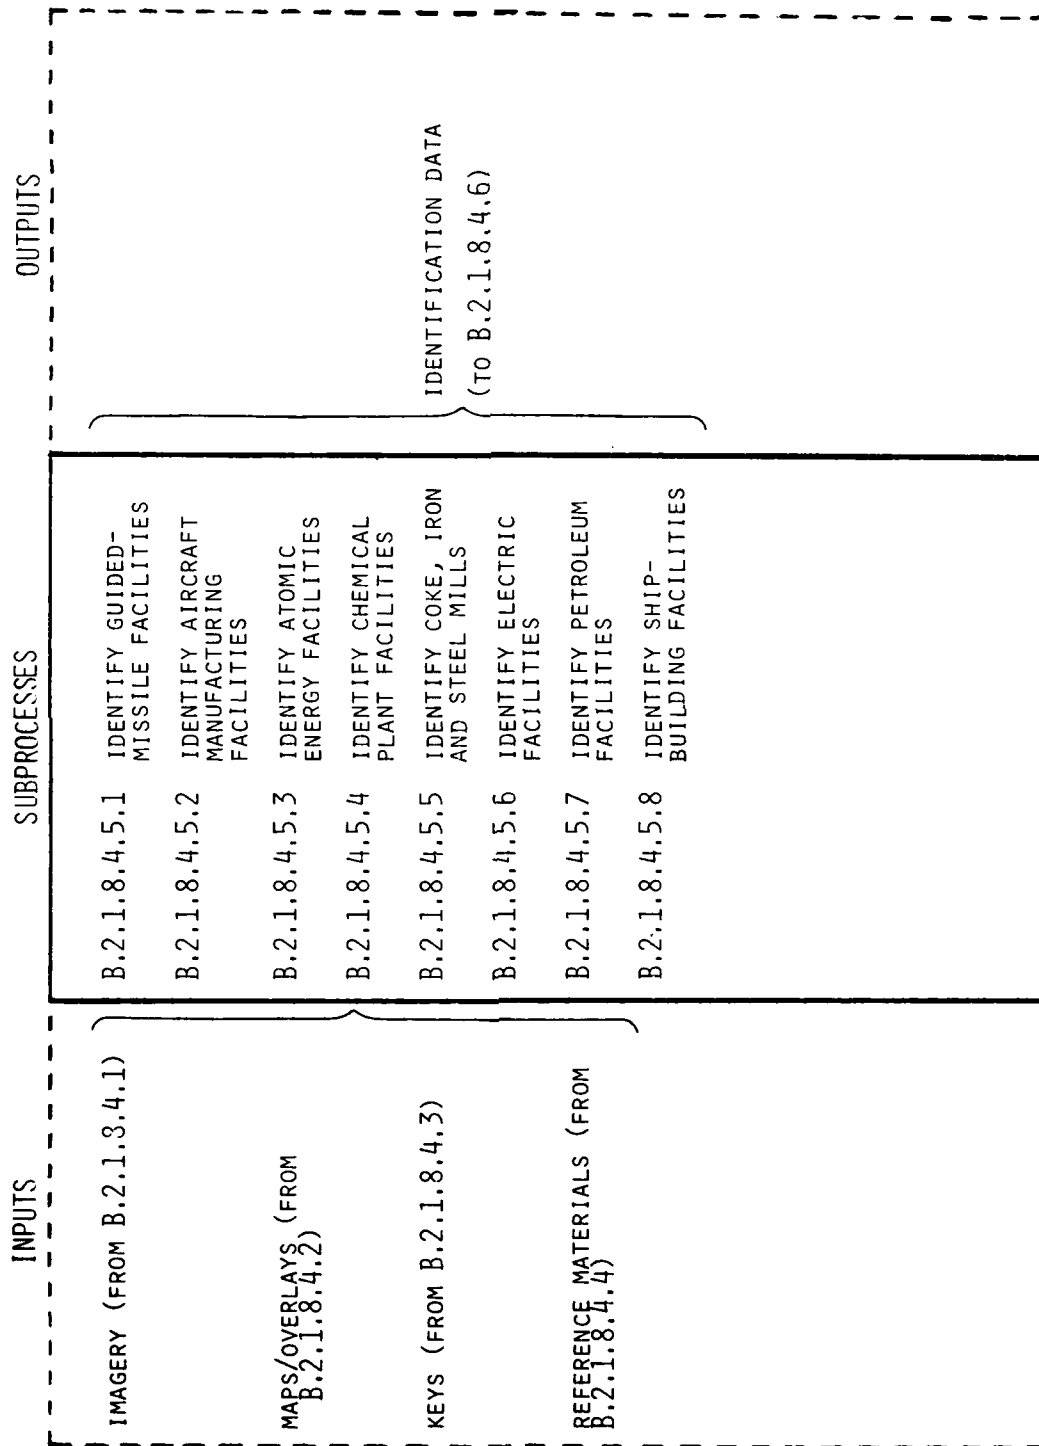 INPUTS
IMAGERY (FROM B.2.1.8.4.1)
MAPS/OVERLAYS (FROM
B.2.1.8.4.2)
KEYS (FROM B.2.1.8.4.3)
REFERENCE MATERIALS (FROM
B.2.1.8.4.4)
SUBPROCESSES
B.2.1.8.4.5.1 IDENTIFY GUIDED-
MISSILE FACILITIES
B.2.1.8.4.5.2 IDENTIFY AIRCRAFT
MANUFACTURING
FACILITIES
B.2.1.8.4.5.3 IDENTIFY ATOMIC
ENERGY FACILITIES
B.2.1.8.4.5.4 IDENTIFY CHEMICAL
PLANT FACILITIES
B.2.1.8.4.5.5 IDENTIFY COKE, IRON
AND STEEL MILLS
B.2.1.8.4.5.6 IDENTIFY ELECTRIC
FACILITIES
B.2.1.8.4.5.7 IDENTIFY PETROLEUM
FACILITIES
B.2.1.8.4.5.8 IDENTIFY SHIP-
BUILDING FACILITIES
OUTPUTS
IDENTIFICATION DATA
(TO B.2.1.8.4.6)